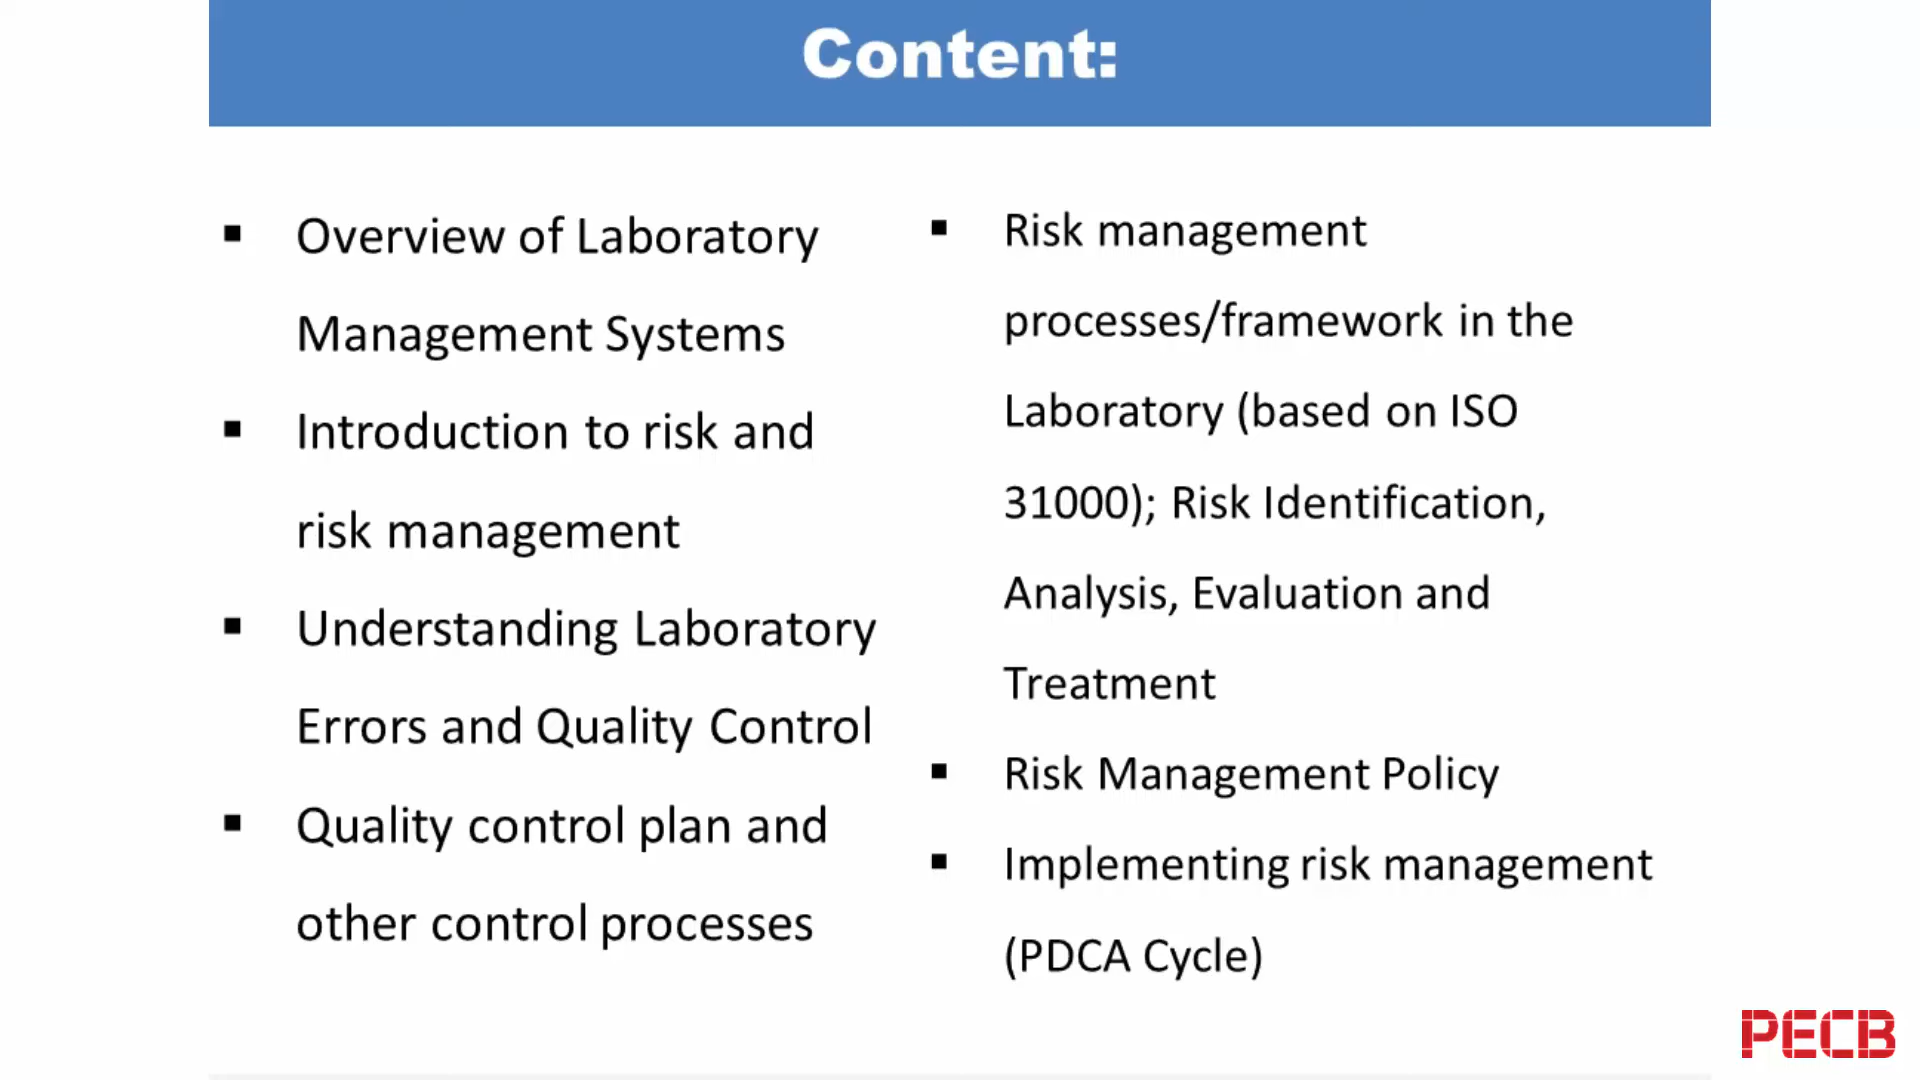 Content:
▪ Overview of Laboratory
Management Systems
▪ Introduction to risk and
risk management
▪ Understanding Laboratory
Errors and Quality Control
▪ Quality control plan and
other control processes
▪ Risk management
processes/framework in the
Laboratory (based on ISO
31000); Risk Identification,
Analysis, Evaluation and
Treatment
▪ Risk Management Policy
▪ Implementing risk management
(PDCA Cycle)
PECB